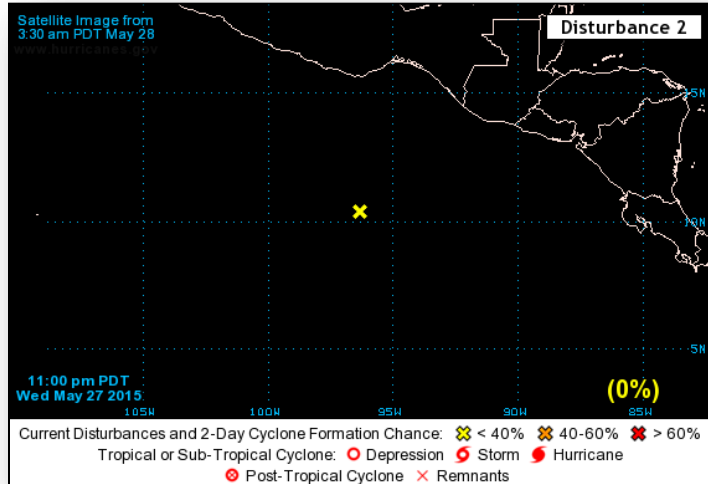 Satellite Image from
3:30 am PDT May 28
www.hurricanes.gov
Disturbance 2
15N
10N
5N
11:00 pm PDT
Wed May 27 2015
(0%)
105W 100W 95W 90W 85W
Current Disturbances and 2-Day Cyclone Formation Chance: < 40% 40-60% > 60%
Tropical or Sub-Tropical Cyclone: Depression Storm Hurricane
Post-Tropical Cyclone Remnants